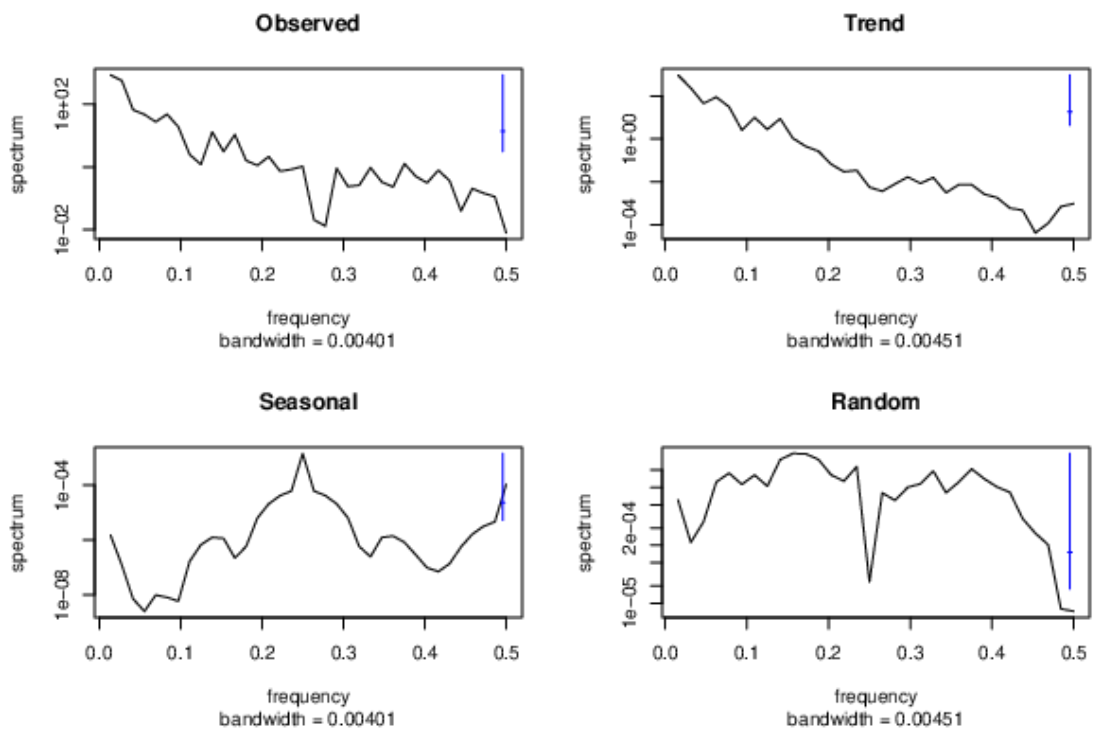 Observed
spectrum
1e+02
1e-02
0.0 0.1 0.2 0.3 0.4 0.5
frequency
bandwidth = 0.00401
Trend
spectrum
1e+00
1e-04
0.0 0.1 0.2 0.3 0.4 0.5
frequency
bandwidth = 0.00451
Seasonal
spectrum
1e-04
1e-08
0.0 0.1 0.2 0.3 0.4 0.5
frequency
bandwidth = 0.00401
Random
spectrum
2e-04
1e-05
0.0 0.1 0.2 0.3 0.4 0.5
frequency
bandwidth = 0.00451